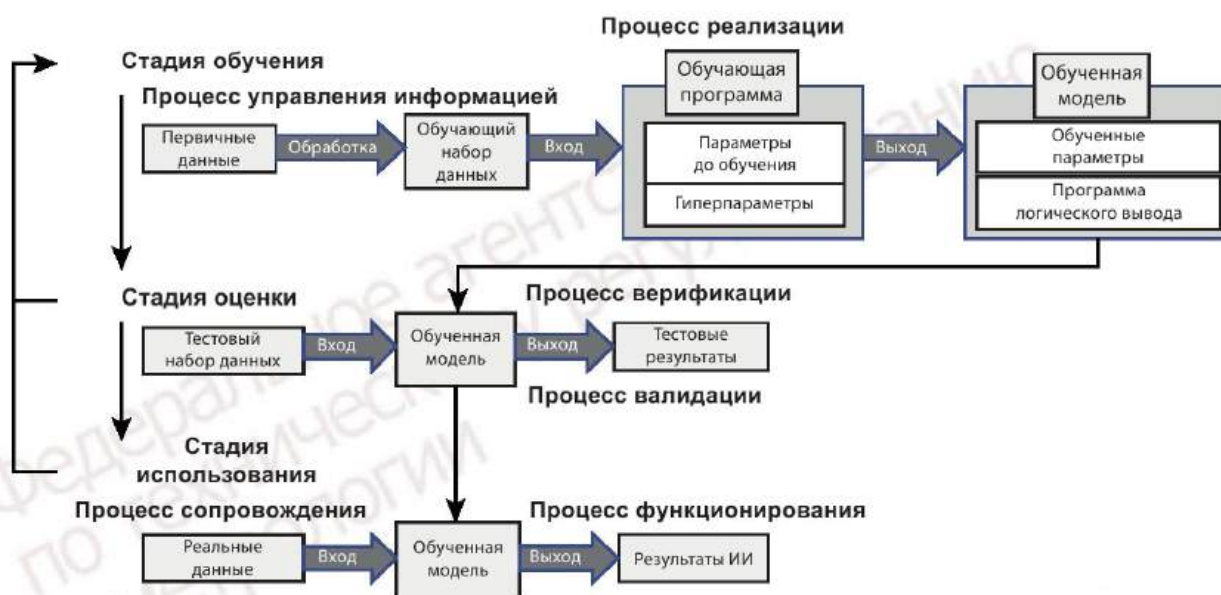 Процесс реализации
Стадия обучения
Процесс управления информацией
Первичные
данные
Обработка
Обучающий
набор
данных
Вход
Обучающая
программа
Параметры
до обучения
Гиперпараметры
Выход
Обученная
модель
Обученные
параметры
Программа
логического вывода
Стадия оценки
Процесс верификации
Тестовый
набор данных
Вход
Обученная
модель
Выход
Тестовые
результаты
Процесс валидации
Стадия
использования
Процесс сопровождения
Процесс функционирования
Реальные
данные
Вход
Обученная
модель
Выход
Результаты ИИ